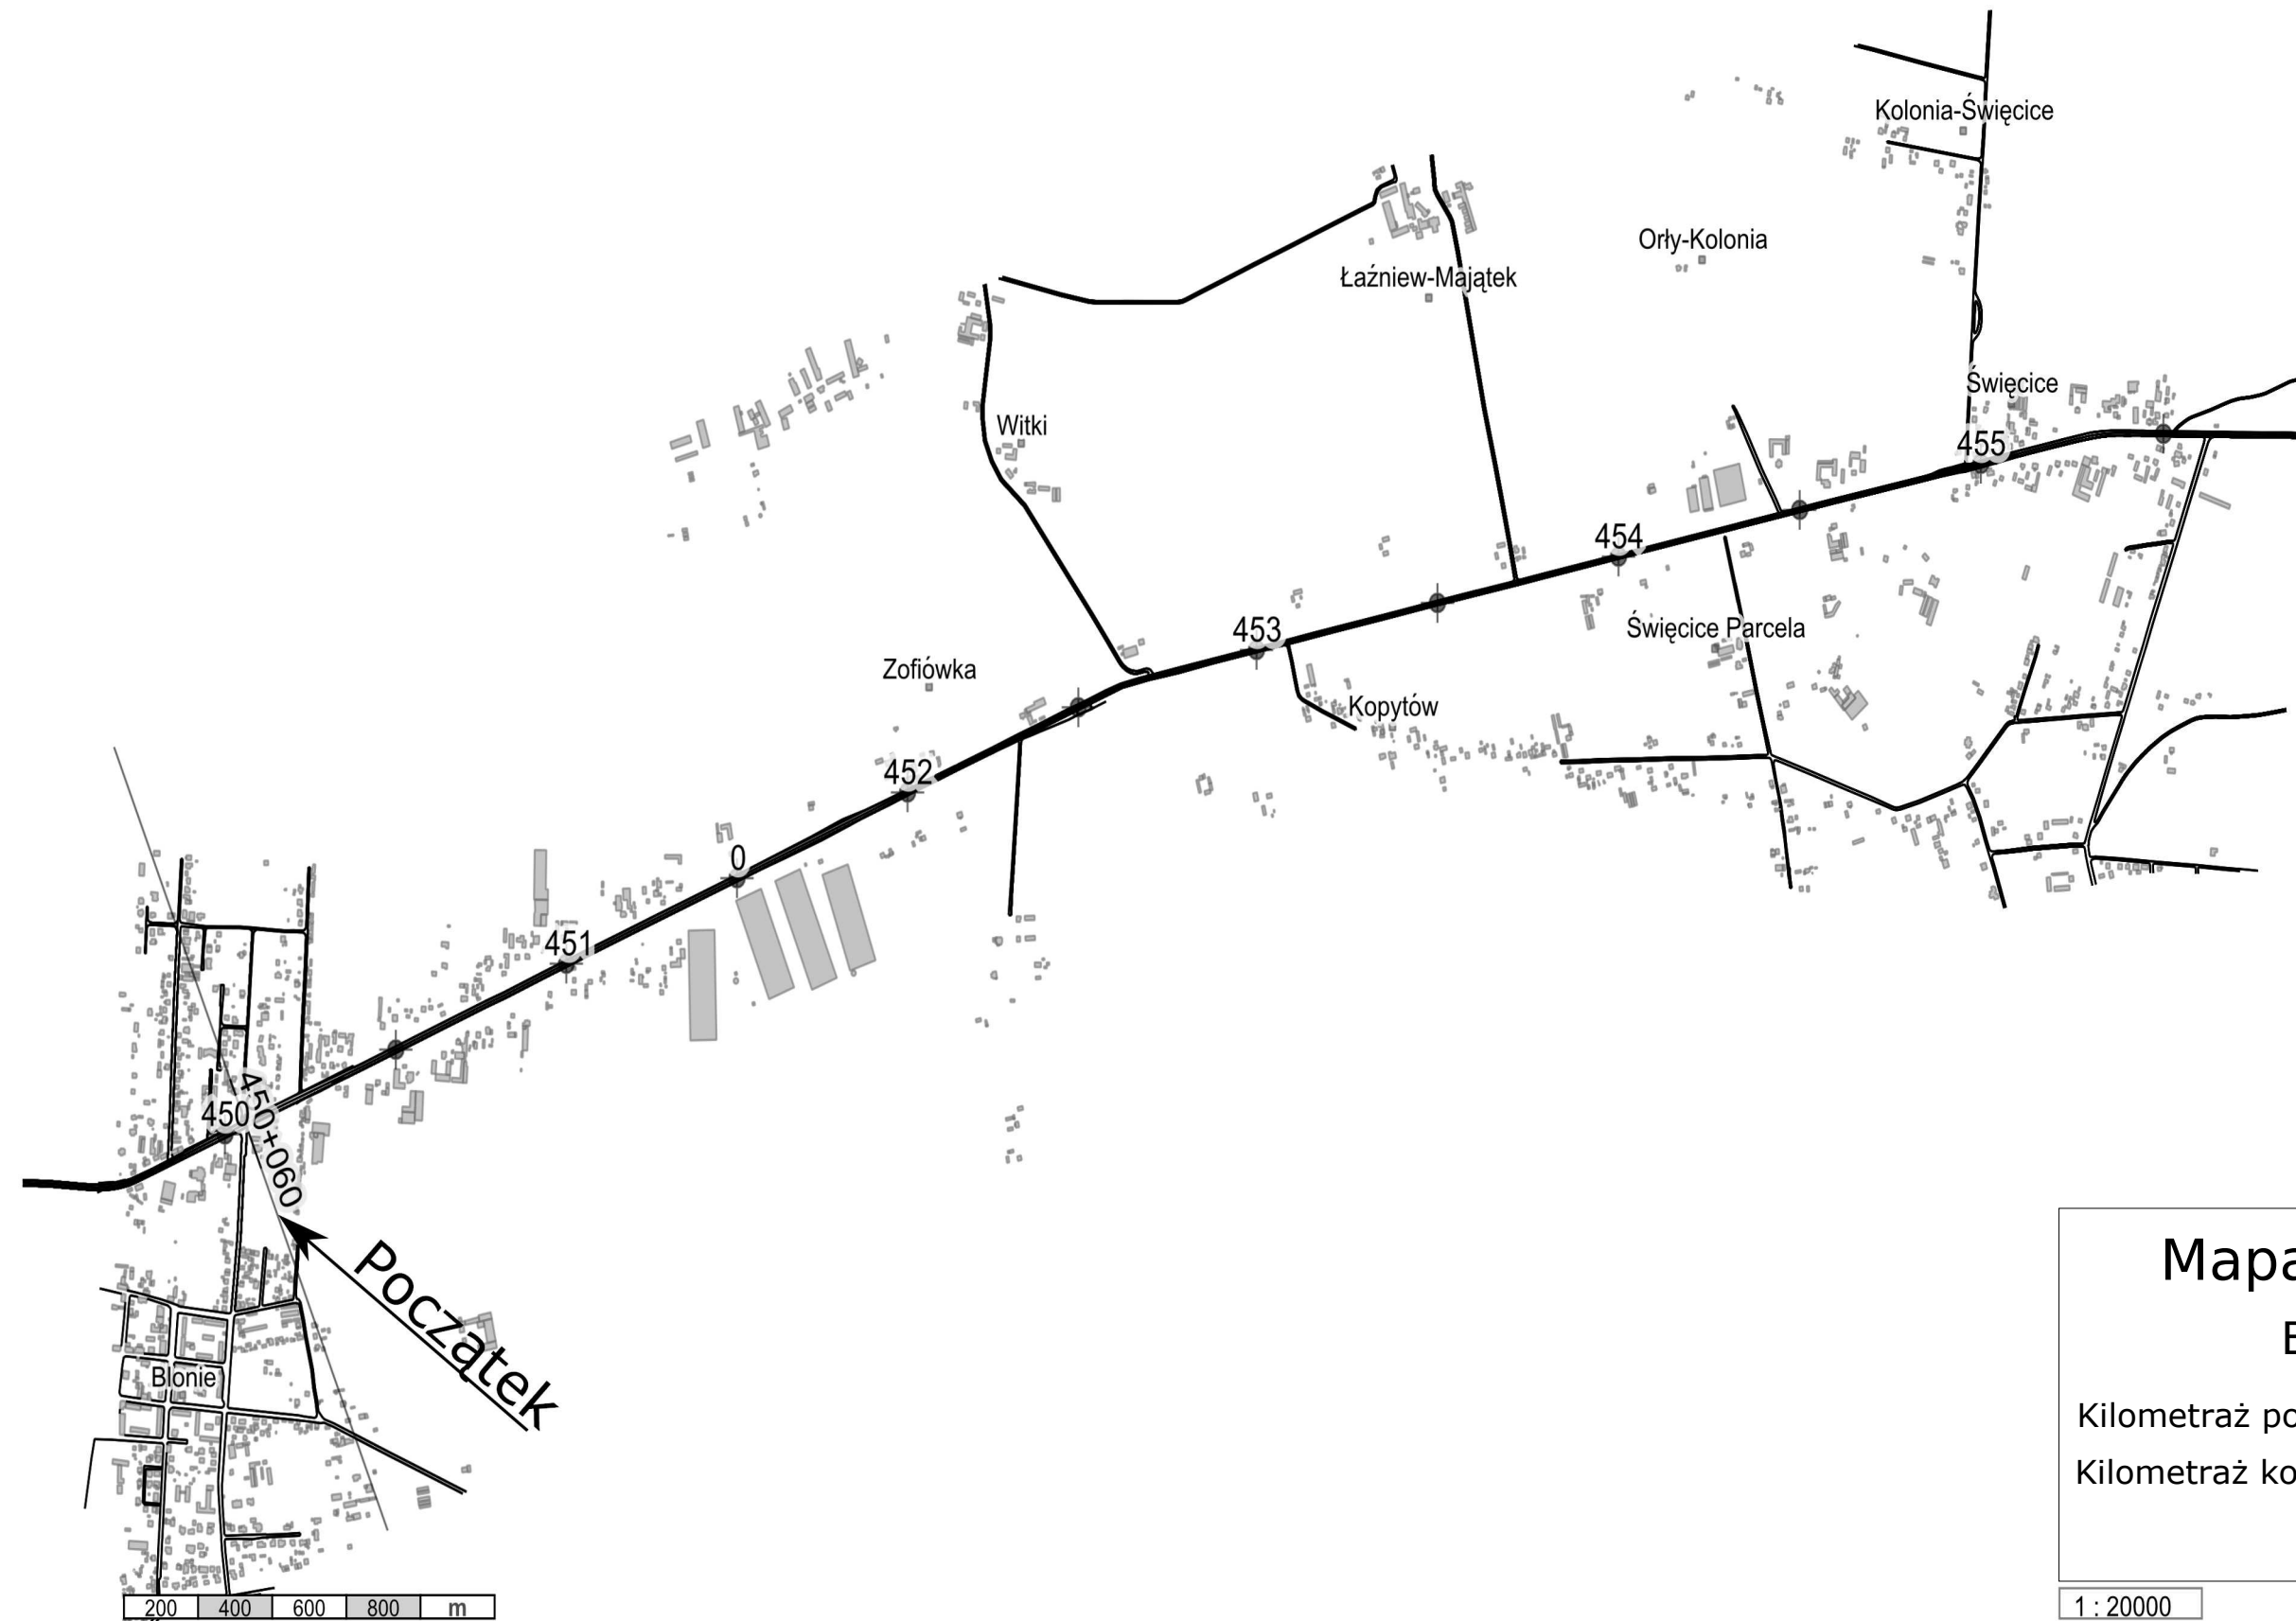 Kolonia-Święcice
Orły-Kolonia
Łaźniew-Majątek
Święcice
Witki
455
454
Święcice Parcela
453
Zofiówka
Kopytów
452
0
451
450
450+060
Początek
Blonie
Mapa
Kilometraż po
Kilometraż ko
200 400 600 800 m
1 : 20000